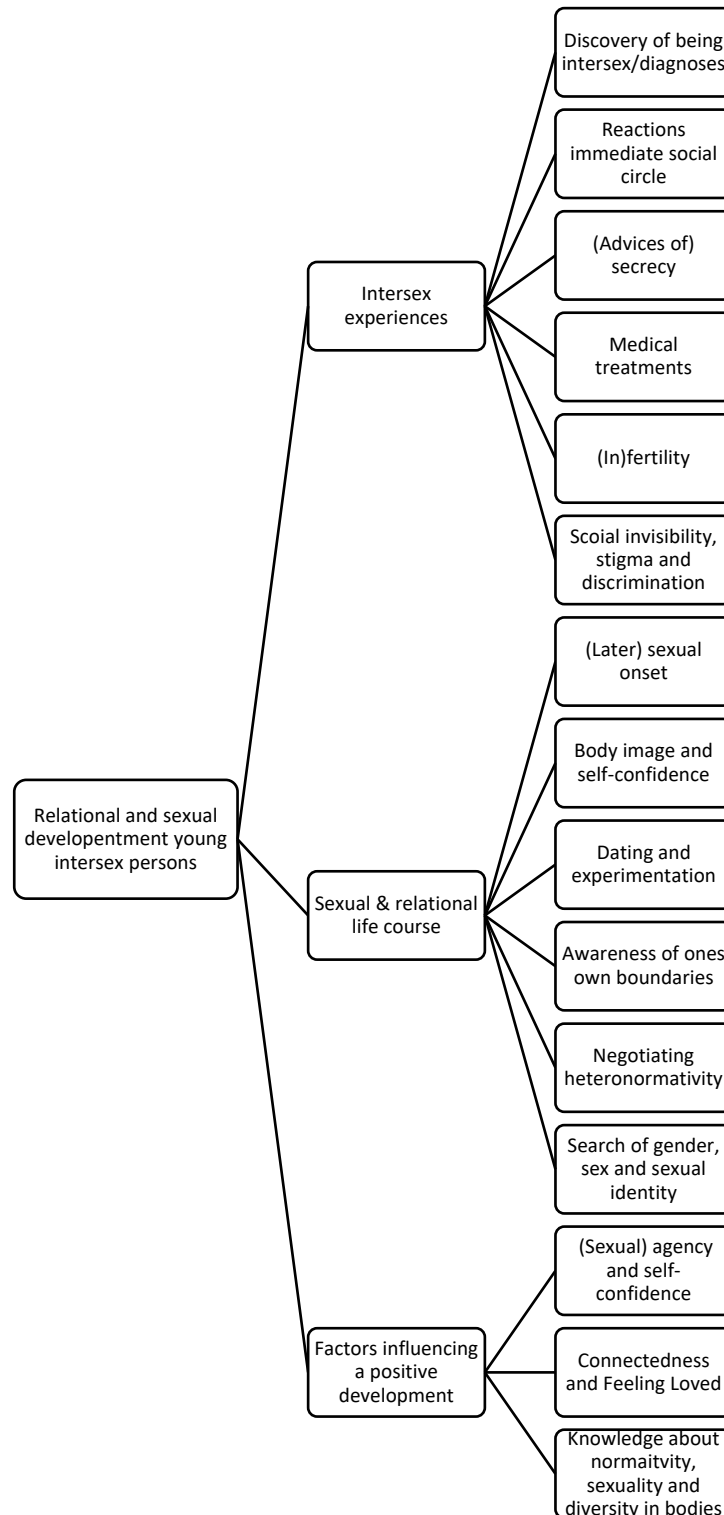 Discovery of being
intersex/diagnoses
Reactions
immediate social
circle
(Advices of)
secrecy
Intersex
experiences
Medical
treatments
(In)fertility
Scoial invisibility,
stigma and
discrimination
(Later) sexual
onset
Body image and
self-confidence
Relational and sexual
developentment young
intersex persons
Dating and
experimentation
Sexual & relational
life course
Awareness of ones
own boundaries
Negotiating
heteronormativity
Search of gender,
sex and sexual
identity
(Sexual) agency
and self-
confidence
Factors influencing
a positive
development
Connectedness
and Feeling Loved
Knowledge about
normaitvity,
sexuality and
diversity in bodies